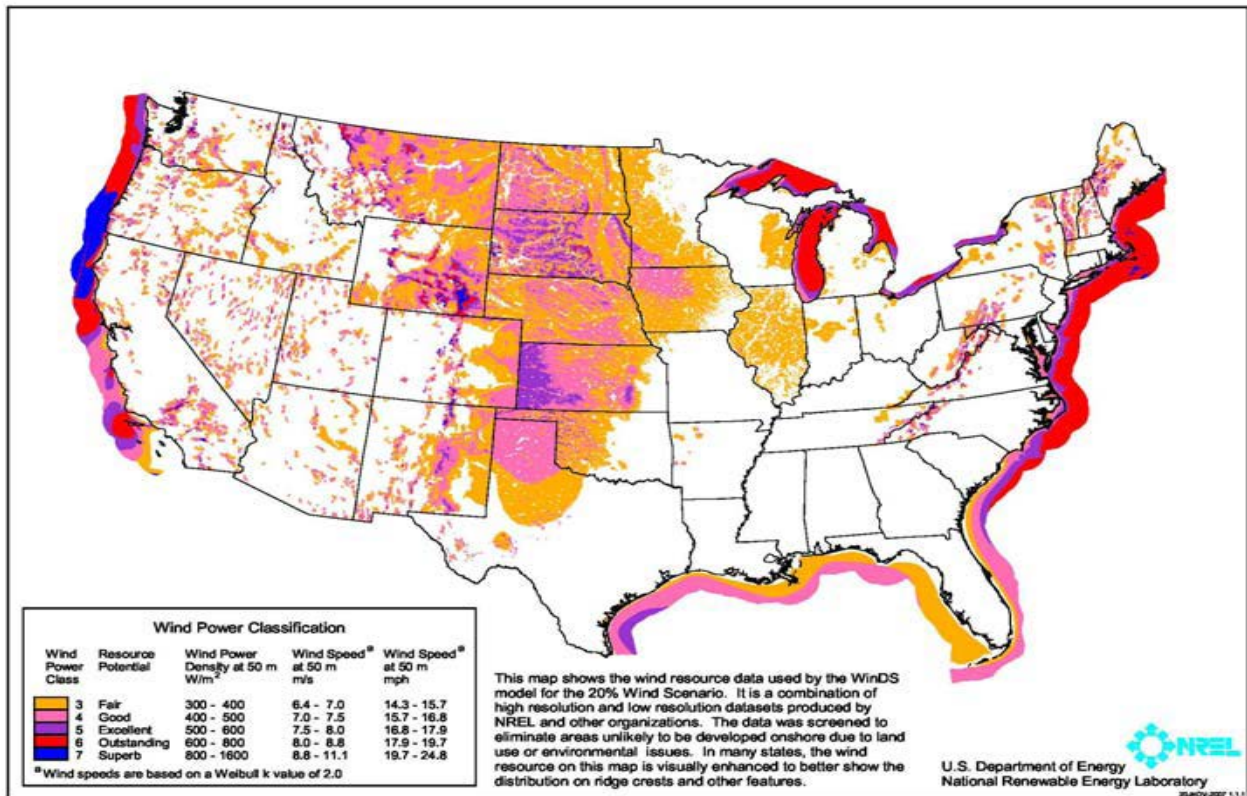 Wind Power Classification
Wind Resource Wind Power Wind Speedᵃ Wind Speedᵃ
Power Potential Density at 50 m at 50 m at 50 m
Class W/m² m/s mph
3 Fair 300 - 400 6.4 - 7.0 14.3 - 15.7
4 Good 400 - 500 7.0 - 7.5 15.7 - 16.8
5 Excellent 500 - 600 7.5 - 8.0 16.8 - 17.9
6 Outstanding 600 - 800 8.0 - 8.8 17.9 - 19.7
7 Superb 800 - 1600 8.8 - 11.1 19.7 - 24.8
ᵃWind speeds are based on a Weibull k value of 2.0
This map shows the wind resource data used by the WinDS
model for the 20% Wind Scenario. It is a combination of
high resolution and low resolution datasets produced by
NREL and other organizations. The data was screened to
eliminate areas unlikely to be developed onshore due to land
use or environmental issues. In many states, the wind
resource on this map is visually enhanced to better show the
distribution on ridge crests and other features.
NREL
U.S. Department of Energy
National Renewable Energy Laboratory